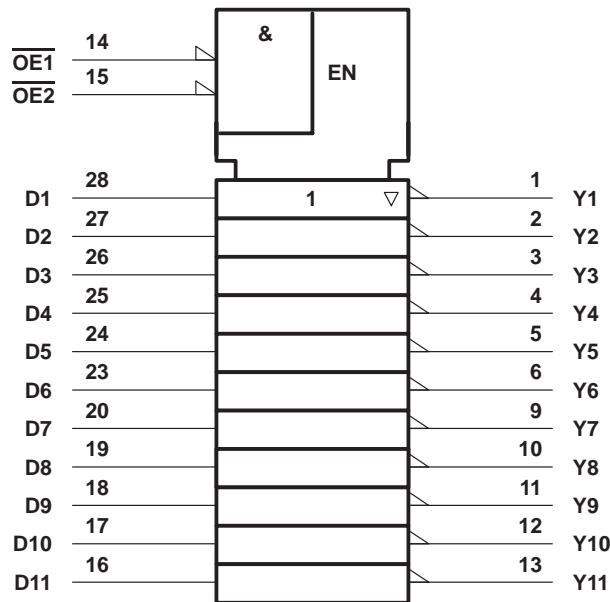 &
EN
OE1 14
OE2 15
D1 28 1 ▽ 1 Y1
D2 27 2 Y2
D3 26 3 Y3
D4 25 4 Y4
D5 24 5 Y5
D6 23 6 Y6
D7 20 9 Y7
D8 19 10 Y8
D9 18 11 Y9
D10 17 12 Y10
D11 16 13 Y11